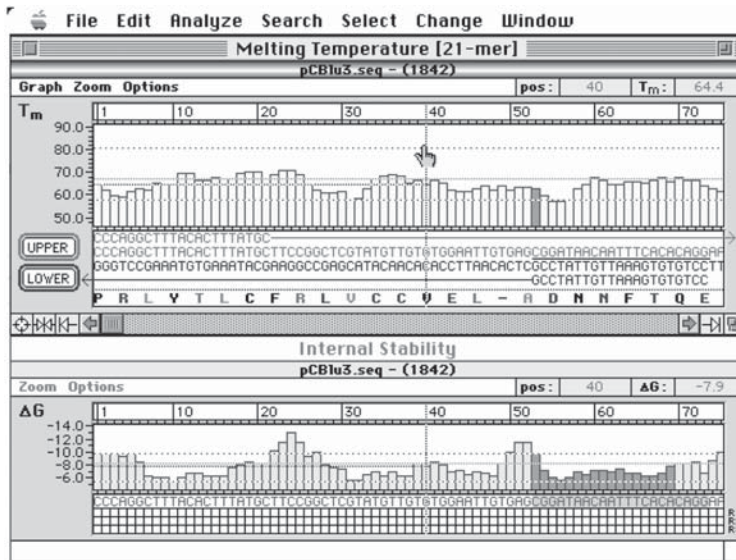 File Edit Analyze Search Select Change Window
Melting Temperature [21-mer]
pCBlu3.seq – (1842)
Graph Zoom Options pos: 40 Tm: 64.4
Tm 1 10 20 30 40 50 60 70
90.0
80.0
70.0
60.0
50.0
CCCAGGCTTTACACTTTATGC
UPPER CCCAGGCTTTACACTTTATGCTTCCGGCTCGTATGTTGTGTGGAATTGTGAGCGGATAACAATTTCACACAGGAA
GGGTCCGAAATGTGAAATACGAAGGCCGAGCATACAACACACCTTAACACTCGCCTATTGTTAAAGTGTGTCCTT
LOWER GCCTATTGTTAAAGTGTGTCC
P R L Y T L C F R L V C C V E L – A D N N F T Q E
Internal Stability
pCBlu3.seq – (1842)
Zoom Options pos: 40 ΔG: -7.9
ΔG 1 10 20 30 40 50 60 70
-14.0
-12.0
-10.0
-8.0
-6.0
CCCAGGCTTTACACTTTATGCTTCCGGCTCGTATGTTGTGTGGAATTGTGAGCGGATAACAATTTCACACAGGAA
R
R
R